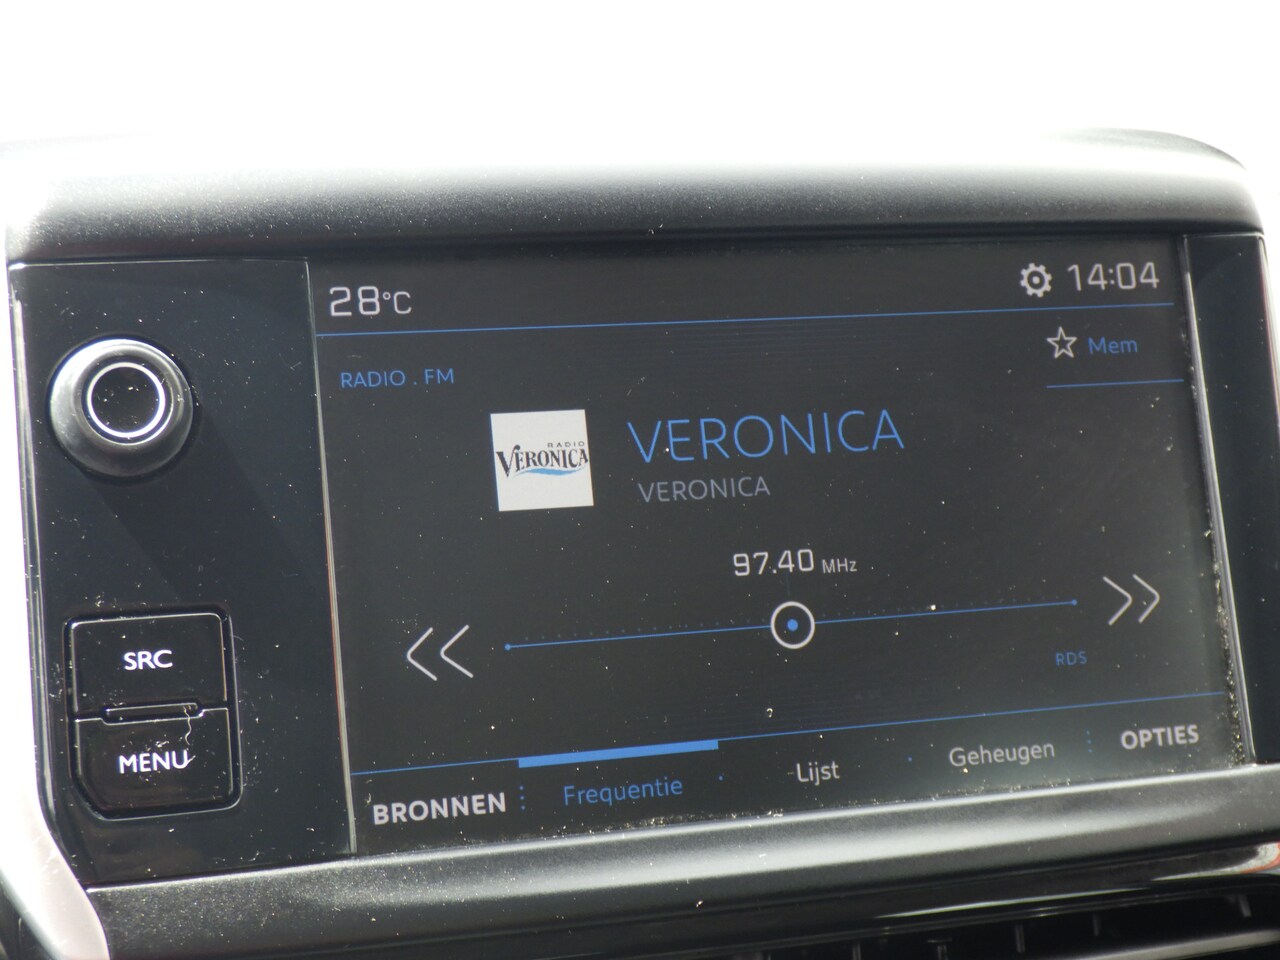 28°C
14:04
Mem
RADIO . FM
RADIO
VERONICA
VERONICA
VERONICA
97.40 MHz
RDS
SRC
MENU
BRONNEN Frequentie Lijst Geheugen OPTIES